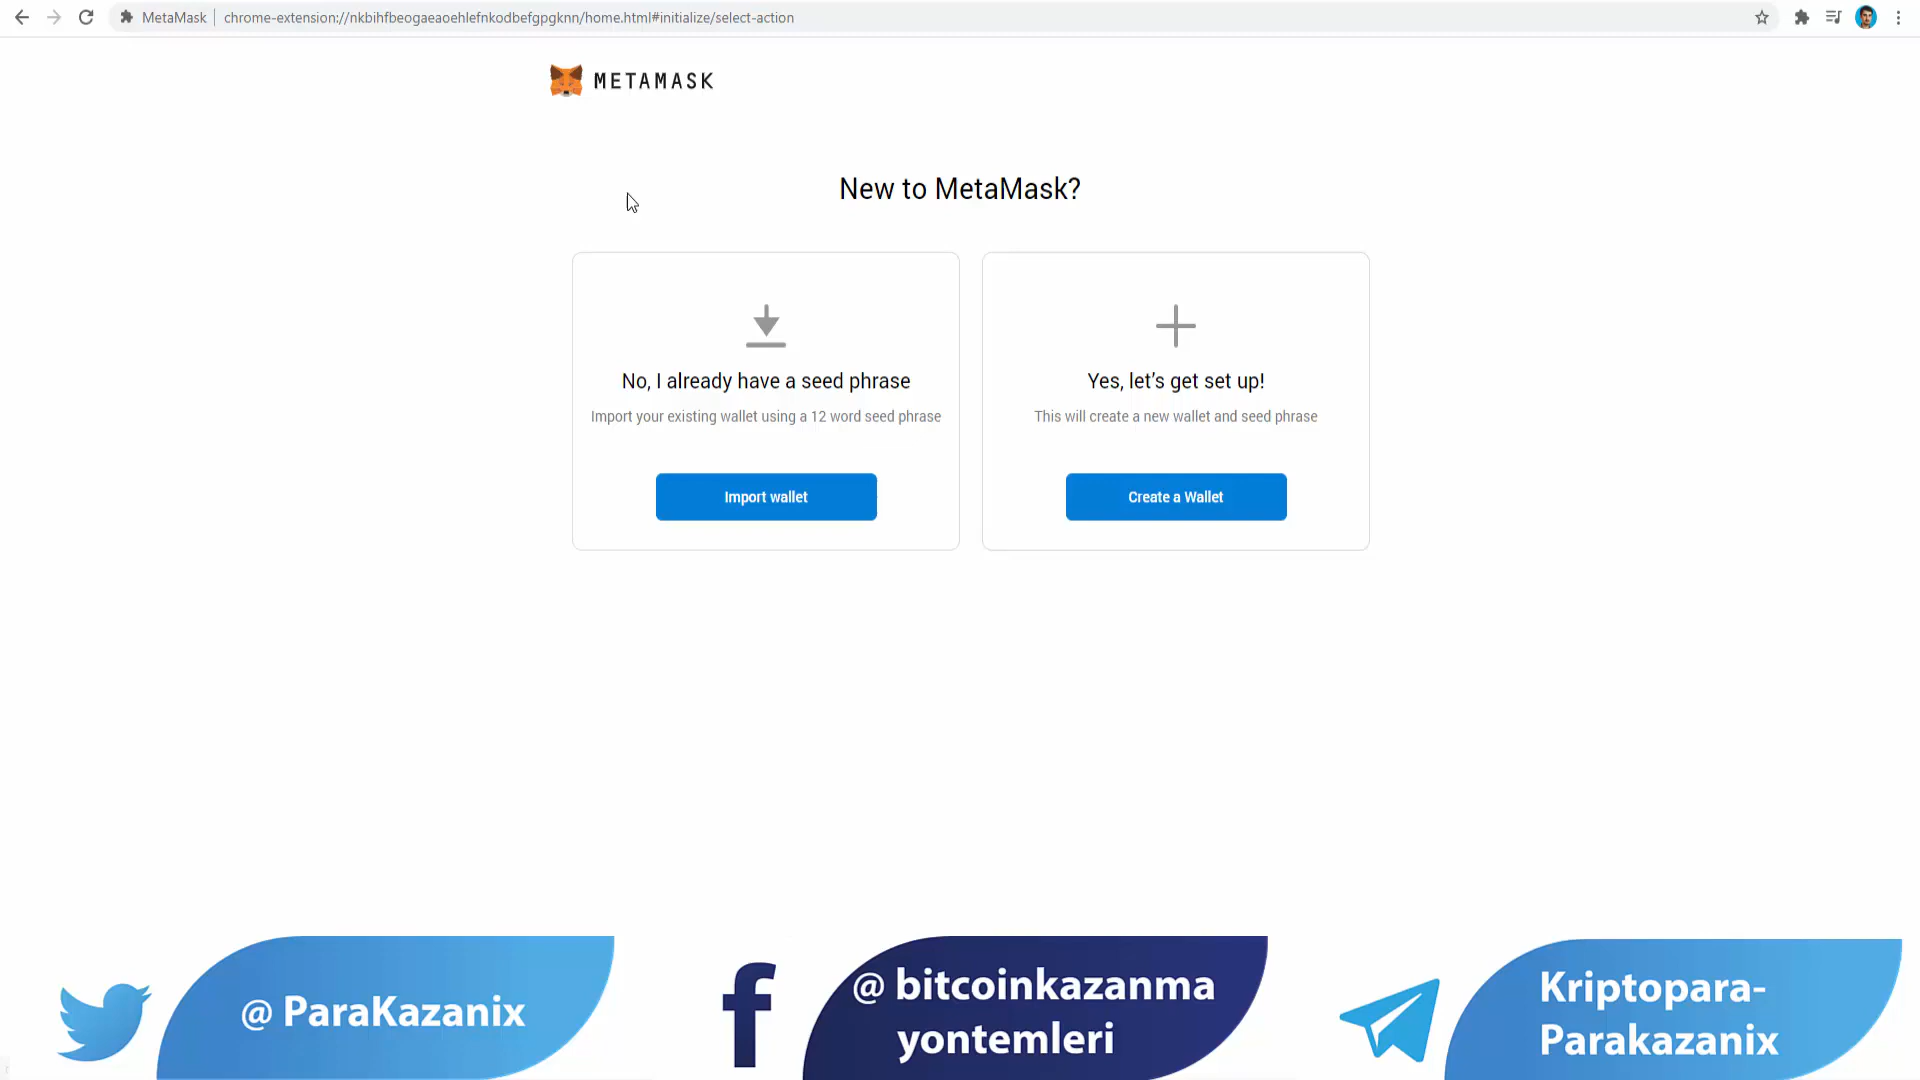 MetaMask
chrome-extension://nkbihfbeogaeaoehlefnkodbefgpgknn/home.html#initialize/select-action
METAMASK
New to MetaMask?
No, I already have a seed phrase
Import your existing wallet using a 12 word seed phrase
Import wallet
Yes, let’s get set up!
This will create a new wallet and seed phrase
Create a Wallet
@ ParaKazanix
@ bitcoinkazanma
yontemleri
Kriptopara-
Parakazanix